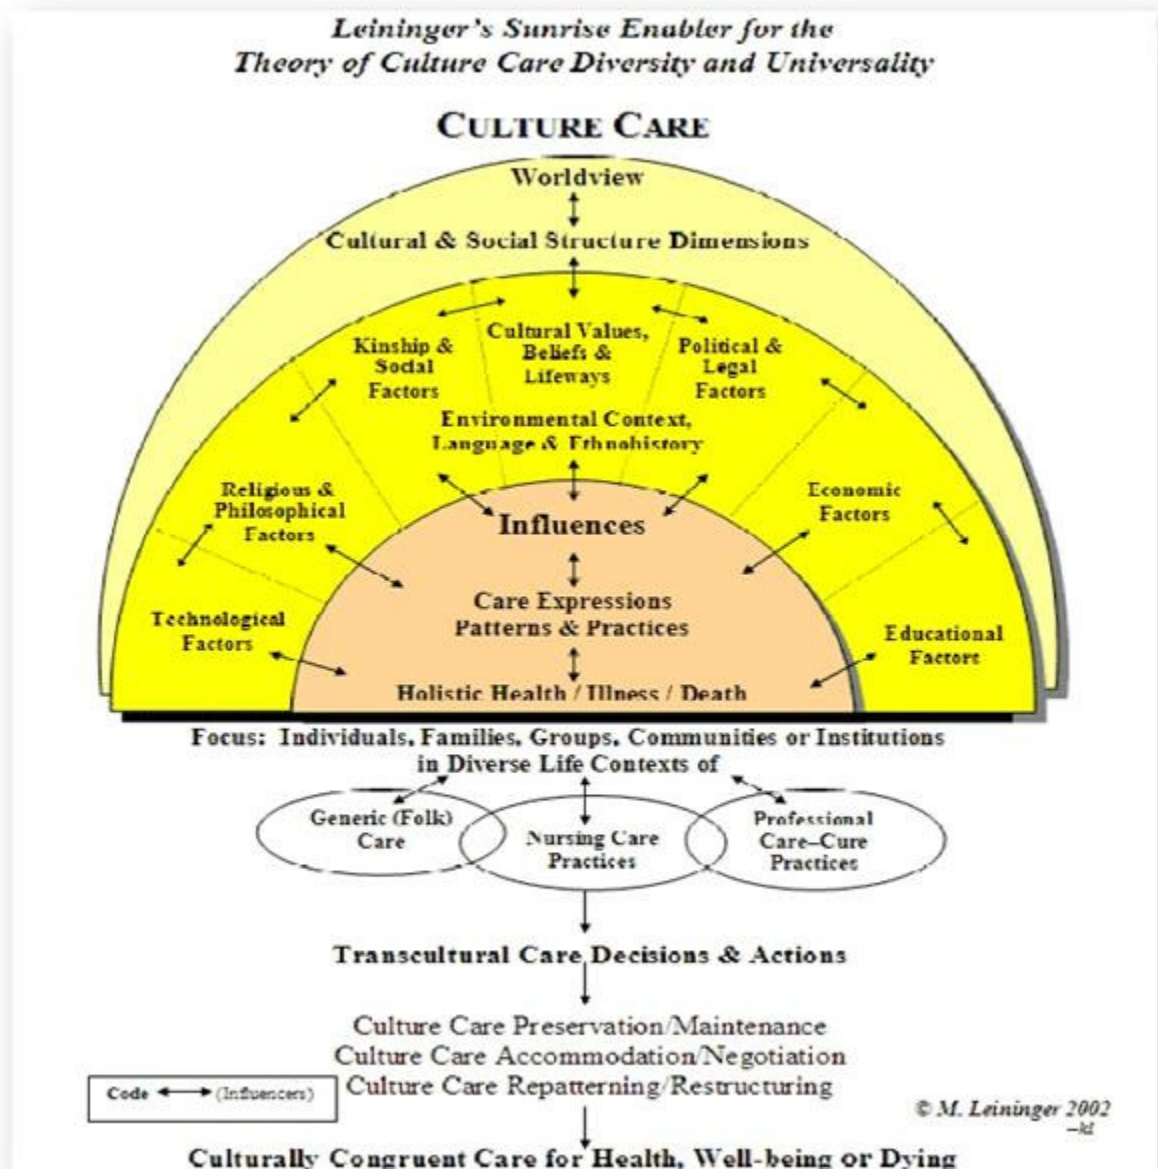 Leininger's Sunrise Enabler for the
Theory of Culture Care Diversity and Universality
CULTURE CARE
Worldview
Cultural & Social Structure Dimensions
Kinship &
Social
Factors
Cultural Values,
Beliefs &
Lifeways
Political &
Legal
Factors
Environmental Context,
Language & Ethnohistory
Religious &
Philosophical
Factors
Economic
Factors
Influences
Care Expressions
Patterns & Practices
Technological
Factors
Educational
Factors
Holistic Health / Illness / Death
Focus: Individuals, Families, Groups, Communities or Institutions
in Diverse Life Contexts of
Generic (Folk)
Care
Nursing Care
Practices
Professional
Care–Cure
Practices
Transcultural Care Decisions & Actions
Culture Care Preservation/Maintenance
Culture Care Accommodation/Negotiation
Culture Care Repatterning/Restructuring
Code (Influencers)
© M. Leininger 2002
–kl
Culturally Congruent Care for Health, Well-being or Dying